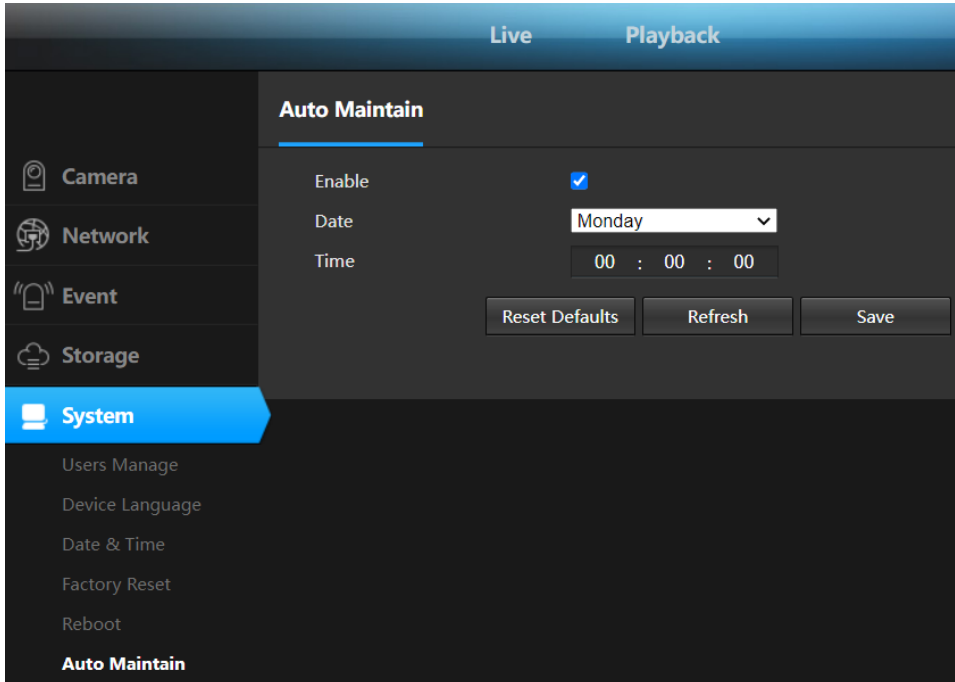 Live Playback
Auto Maintain
Camera
Network
Event
Storage
System
Users Manage
Device Language
Date & Time
Factory Reset
Reboot
Auto Maintain
Enable
Date Monday
Time 00 : 00 : 00
Reset Defaults Refresh Save